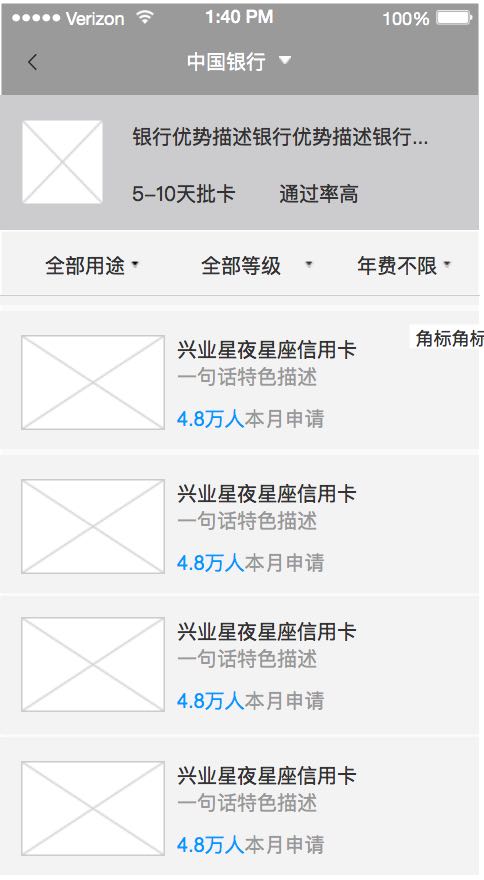 Verizon 1:40 PM 100%
中国银行
银行优势描述银行优势描述银行...
5-10天批卡 通过率高
全部用途 全部等级 年费不限
角标角标
兴业星夜星座信用卡
一句话特色描述
4.8万人本月申请
兴业星夜星座信用卡
一句话特色描述
4.8万人本月申请
兴业星夜星座信用卡
一句话特色描述
4.8万人本月申请
兴业星夜星座信用卡
一句话特色描述
4.8万人本月申请